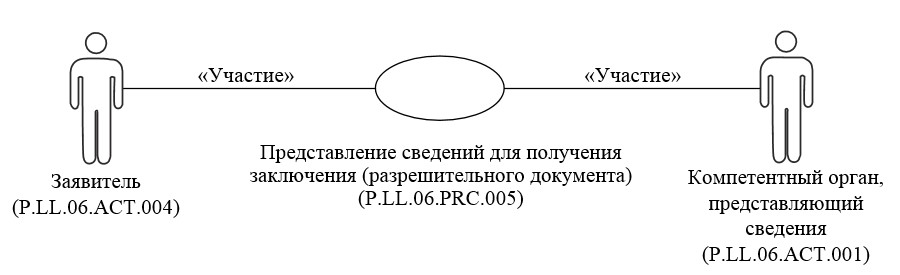 «Участие»
«Участие»
Представление сведений для получения
заключения (разрешительного документа)
(P.LL.06.PRC.005)
Заявитель
(P.LL.06.ACT.004)
Компетентный орган,
представляющий
сведения
(P.LL.06.ACT.001)